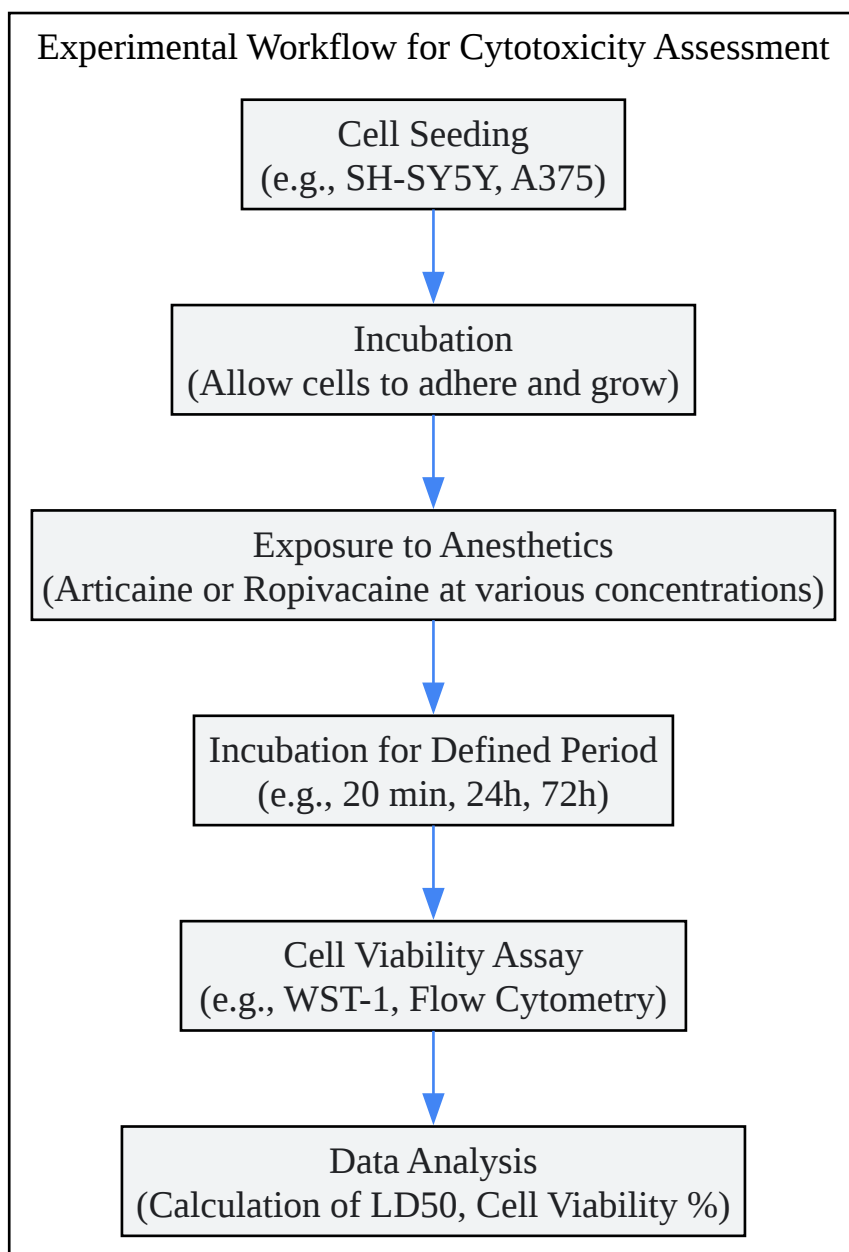 Experimental Workflow for Cytotoxicity Assessment
Cell Seeding
(e.g., SH-SY5Y, A375)
Incubation
(Allow cells to adhere and grow)
Exposure to Anesthetics
(Articaine or Ropivacaine at various concentrations)
Incubation for Defined Period
(e.g., 20 min, 24h, 72h)
Cell Viability Assay
(e.g., WST-1, Flow Cytometry)
Data Analysis
(Calculation of LD50, Cell Viability %)